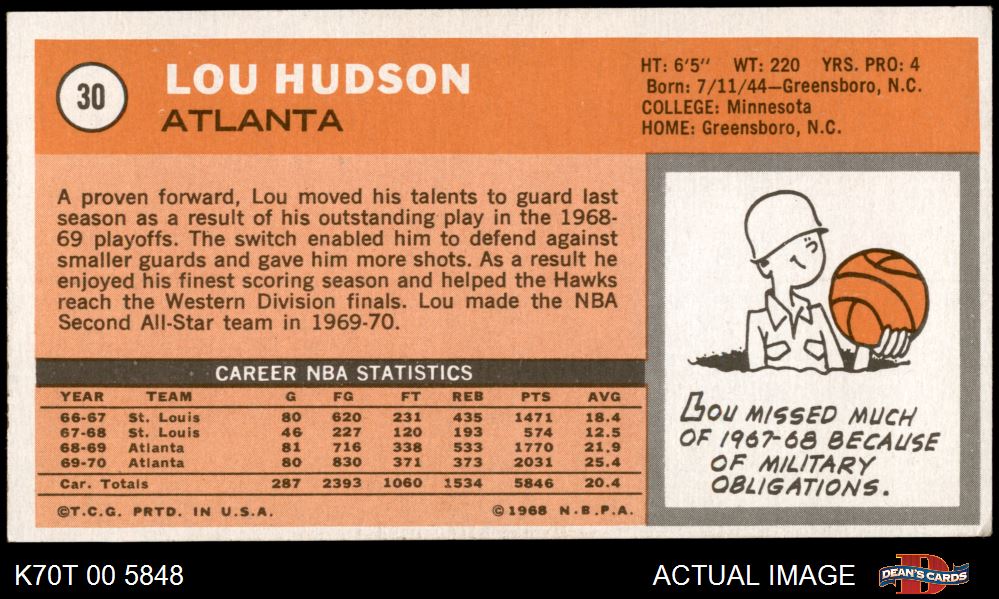 30
LOU HUDSON
ATLANTA
HT: 6'5" WT: 220 YRS. PRO: 4
Born: 7/11/44—Greensboro, N.C.
COLLEGE: Minnesota
HOME: Greensboro, N.C.
A proven forward, Lou moved his talents to guard last
season as a result of his outstanding play in the 1968-
69 playoffs. The switch enabled him to defend against
smaller guards and gave him more shots. As a result he
enjoyed his finest scoring season and helped the Hawks
reach the Western Division finals. Lou made the NBA
Second All-Star team in 1969-70.
CAREER NBA STATISTICS
YEAR TEAM G FG FT REB PTS AVG
66-67 St. Louis 80 620 231 435 1471 18.4
67-68 St. Louis 46 227 120 193 574 12.5
68-69 Atlanta 81 716 338 533 1770 21.9
69-70 Atlanta 80 830 371 373 2031 25.4
Car. Totals 287 2393 1060 1534 5846 20.4
©T.C.G. PRTD. IN U.S.A. ©1968 N.B.P.A.
LOU MISSED MUCH
OF 1967-68 BECAUSE
OF MILITARY
OBLIGATIONS.
K70T 00 5848
ACTUAL IMAGE
D
DEAN'S CARDS